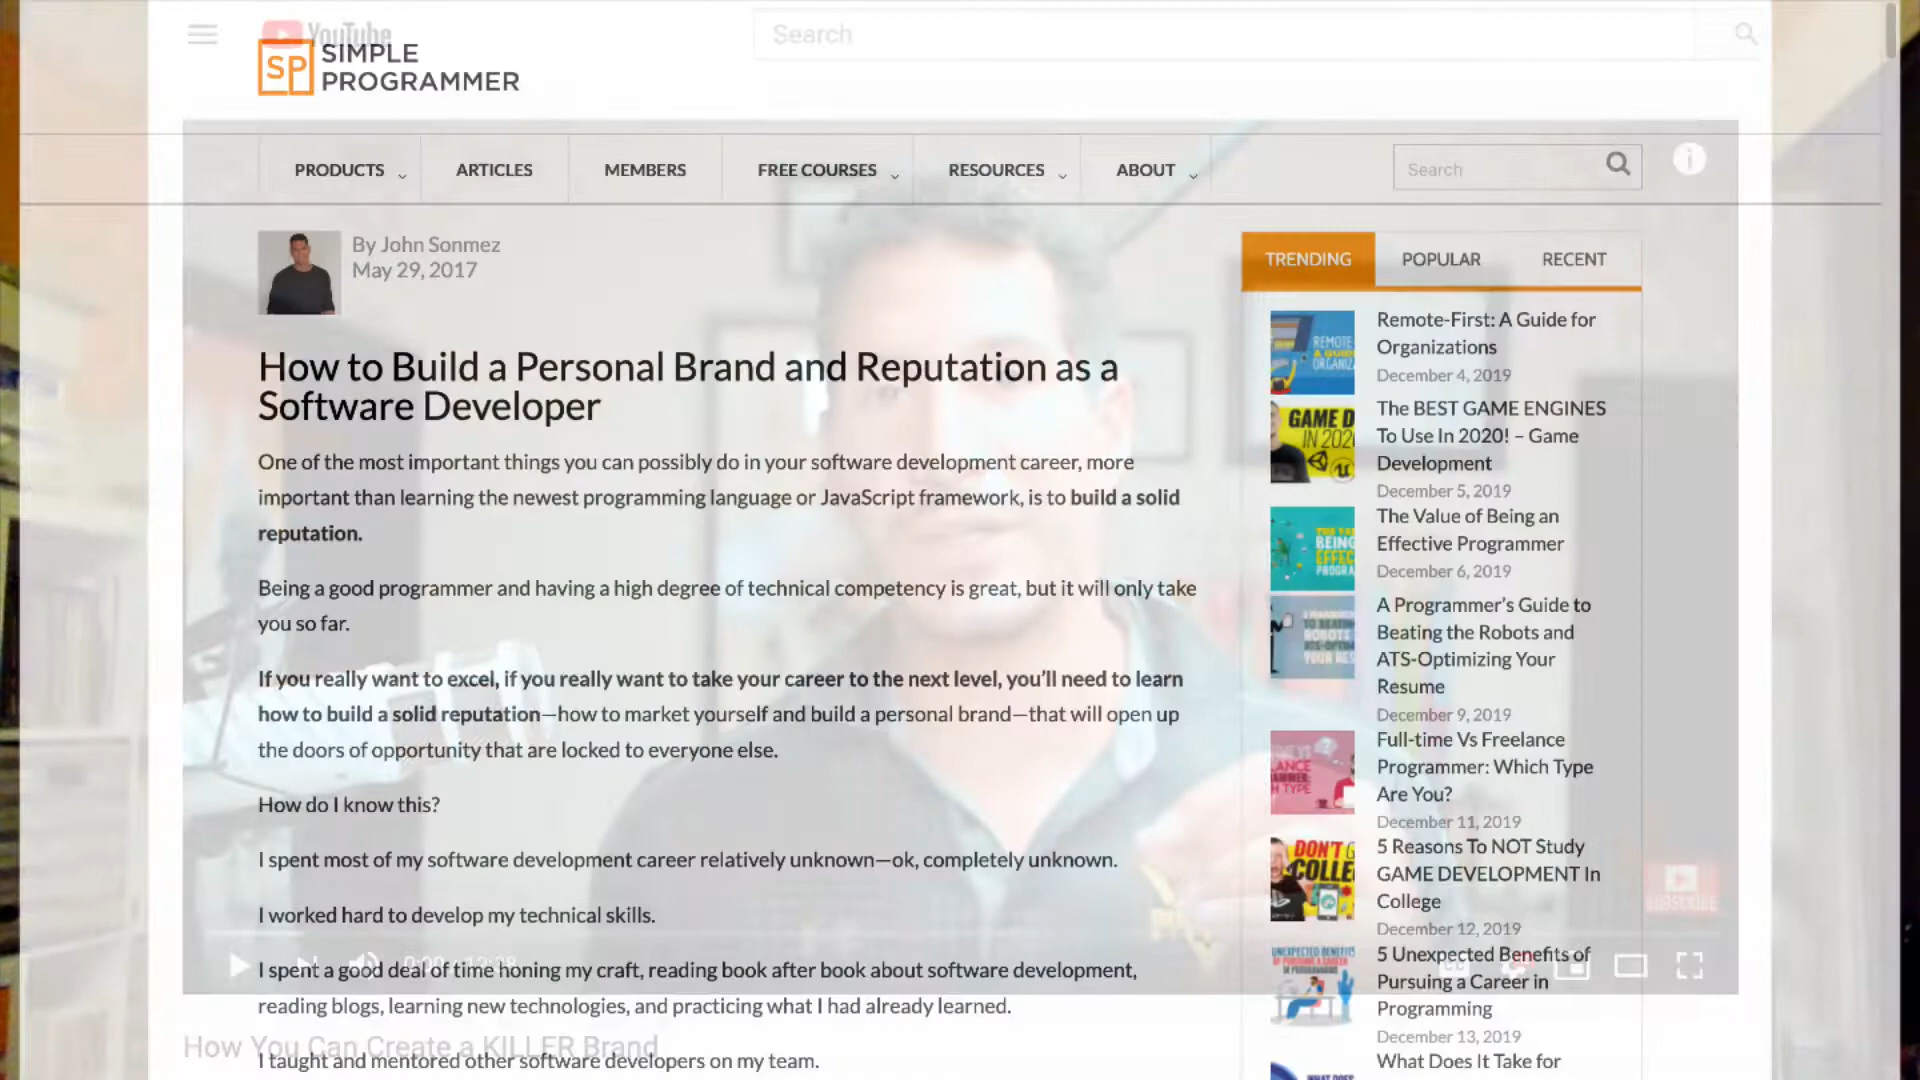 YouTube
Search
SP
SIMPLE
PROGRAMMER
PRODUCTS
ARTICLES
MEMBERS
FREE COURSES
RESOURCES
ABOUT
Search
By John Sonmez
May 29, 2017
How to Build a Personal Brand and Reputation as a
Software Developer
One of the most important things you can possibly do in your software development career, more
important than learning the newest programming language or JavaScript framework, is to build a solid
reputation.
Being a good programmer and having a high degree of technical competency is great, but it will only take
you so far.
If you really want to excel, if you really want to take your career to the next level, you'll need to learn
how to build a solid reputation—how to market yourself and build a personal brand—that will open up
the doors of opportunity that are locked to everyone else.
How do I know this?
I spent most of my software development career relatively unknown—ok, completely unknown.
I worked hard to develop my technical skills.
I spent a good deal of time honing my craft, reading book after book about software development,
reading blogs, learning new technologies, and practicing what I had already learned.
How You Can Create a KILLER Brand
I taught and mentored other software developers on my team.
TRENDING
POPULAR
RECENT
Remote-First: A Guide for
Organizations
December 4, 2019
GAME D
IN 202
The BEST GAME ENGINES
To Use In 2020! – Game
Development
December 5, 2019
The Value of Being an
Effective Programmer
December 6, 2019
A Programmer's Guide to
Beating the Robots and
ATS-Optimizing Your
Resume
December 9, 2019
Full-time Vs Freelance
Programmer: Which Type
Are You?
December 11, 2019
DON'T G
COLLE
5 Reasons To NOT Study
GAME DEVELOPMENT In
College
December 12, 2019
SUBSCRIBE
5 Unexpected Benefits of
Pursuing a Career in
Programming
December 13, 2019
What Does It Take for